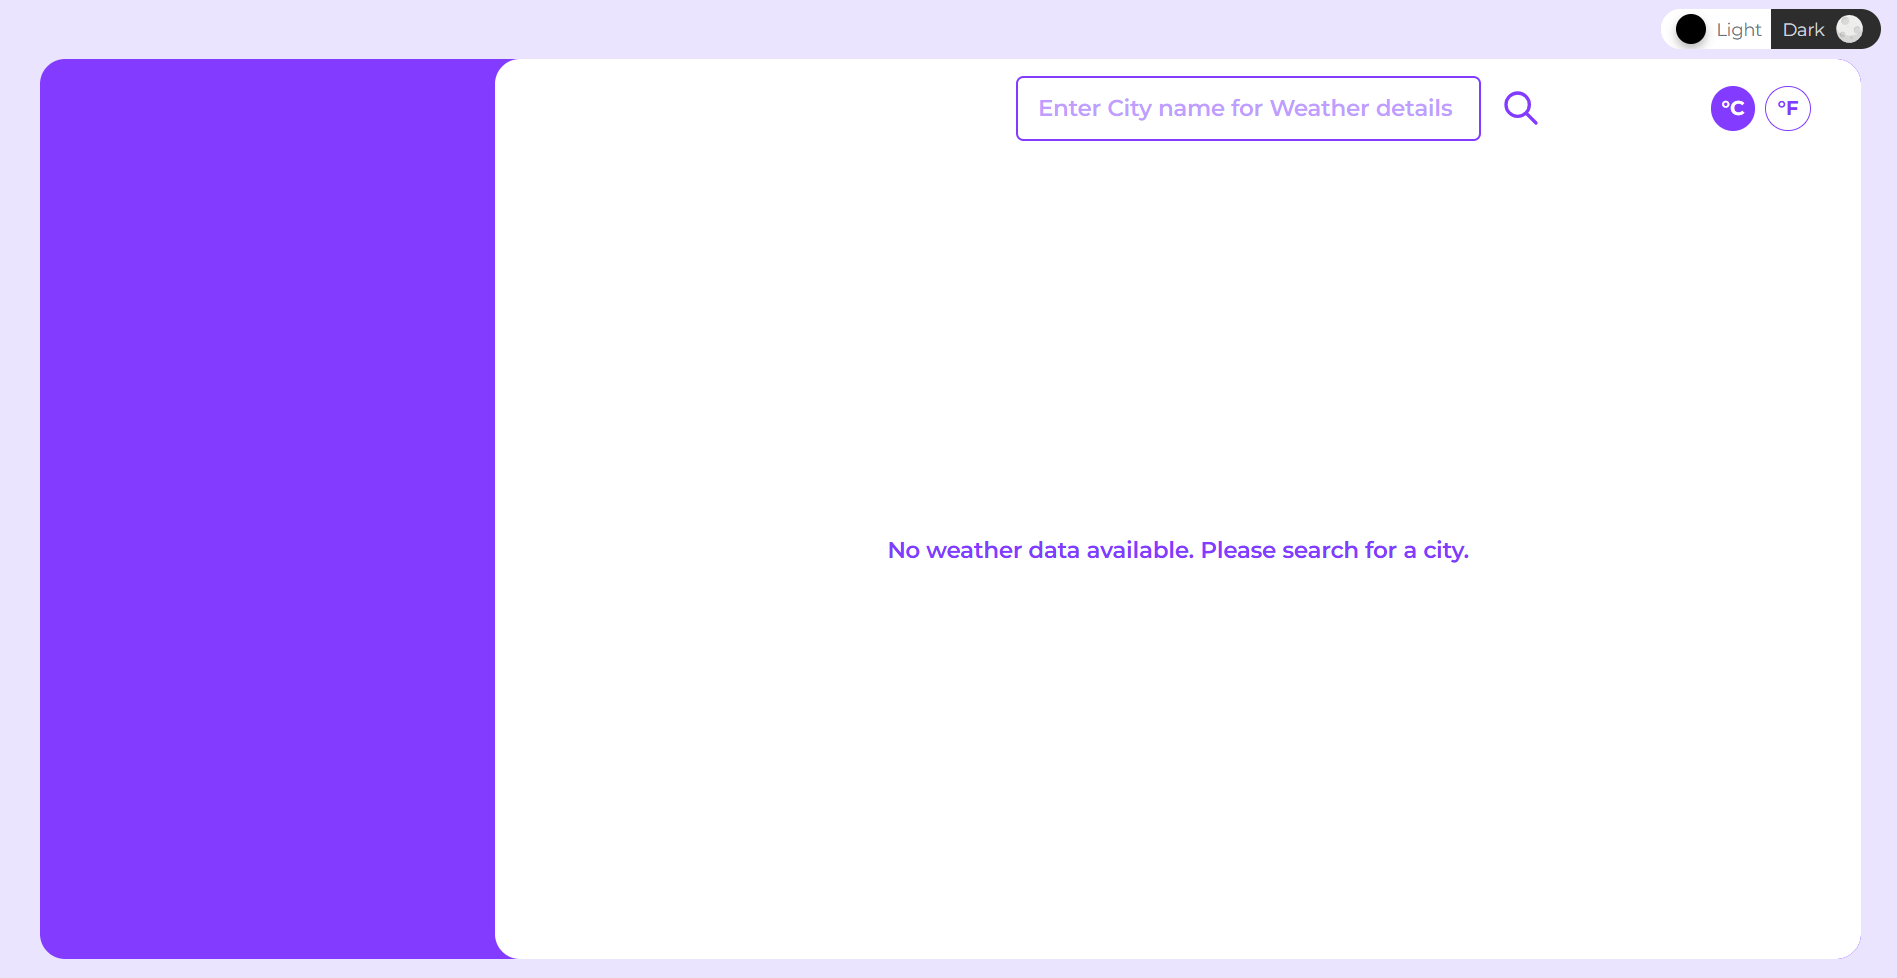 Light Dark
Enter City name for Weather details
°C °F
No weather data available. Please search for a city.